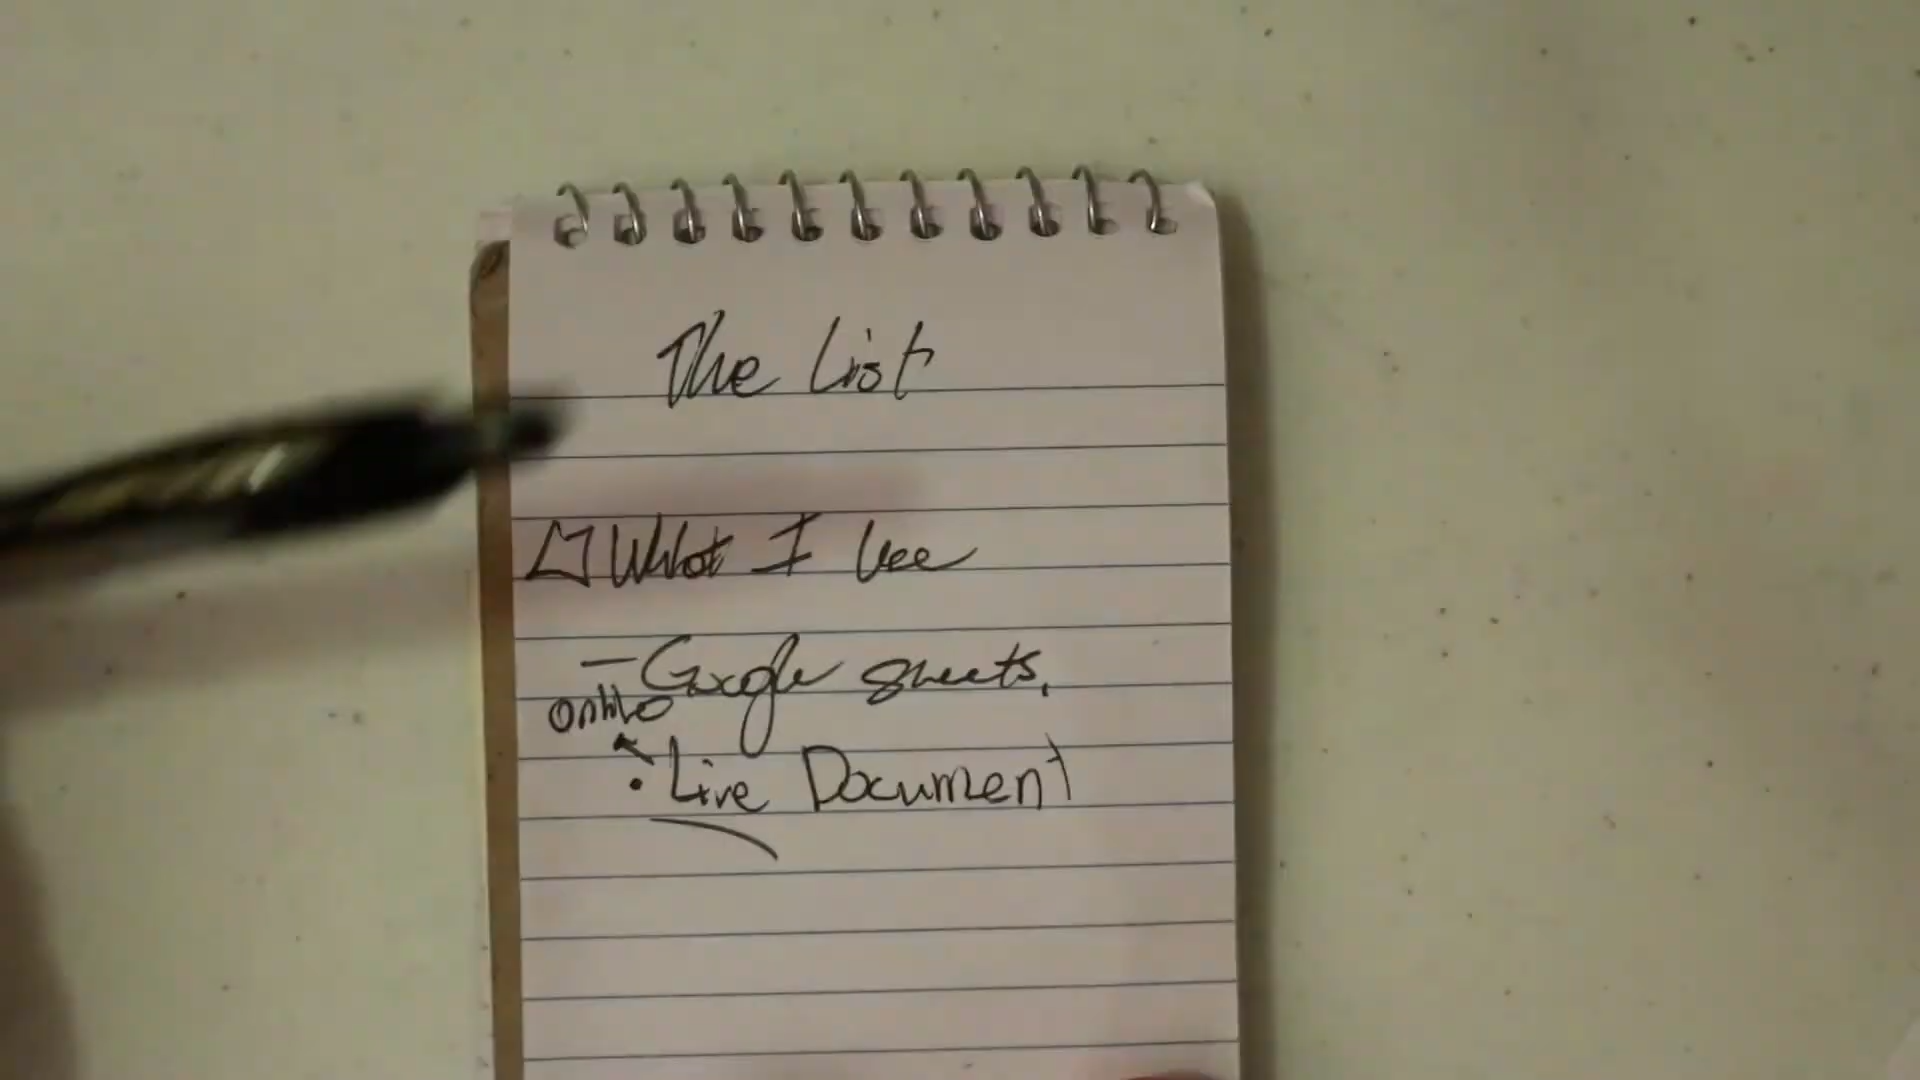 The List
What I Use
- Google sheets,
online
• Live Document